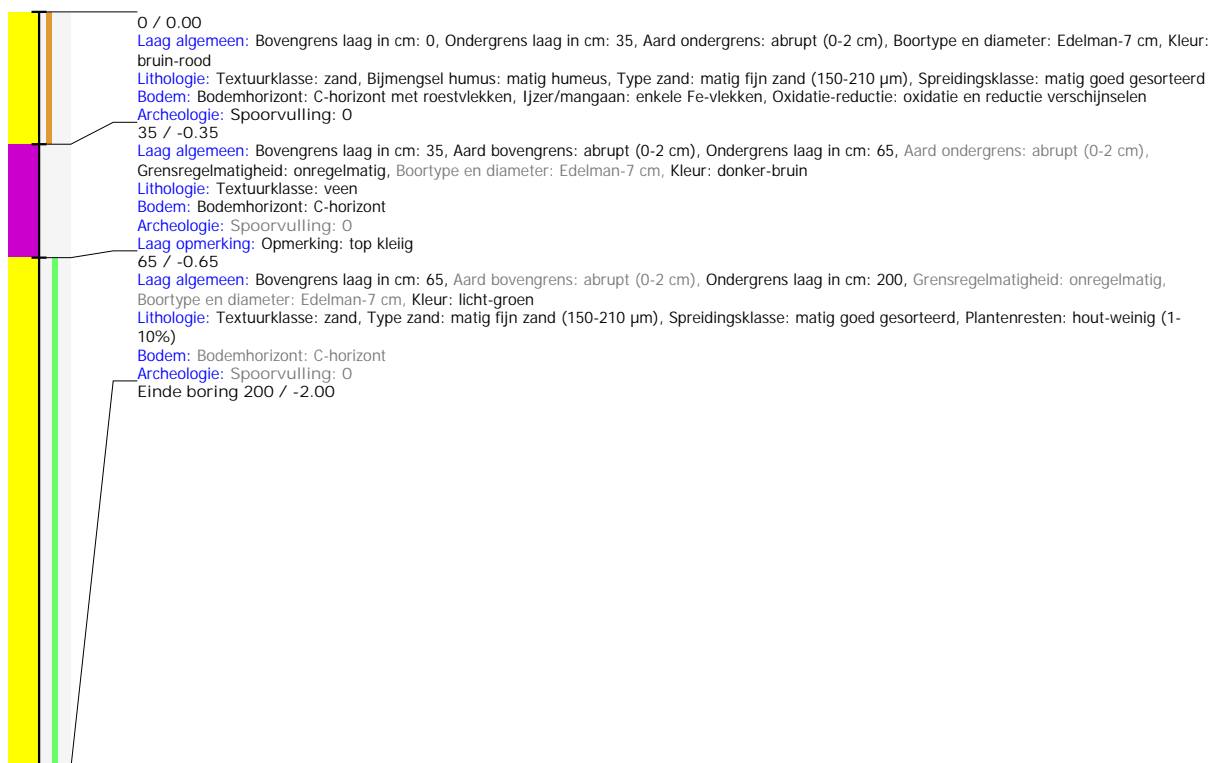 0 / 0.00
Laag algemeen: Bovengrens laag in cm: 0, Ondergrens laag in cm: 35, Aard ondergrens: abrupt (0-2 cm), Boortype en diameter: Edelman-7 cm, Kleur:
bruin-rood
Lithologie: Textuurklasse: zand, Bijmengsel humus: matig humeus, Type zand: matig fijn zand (150-210 µm), Spreidingsklasse: matig goed gesorteerd
Bodem: Bodemhorizont: C-horizont met roestvlekken, Ijzer/mangaan: enkele Fe-vlekken, Oxidatie-reductie: oxidatie en reductie verschijnselen
Archeologie: Spoorvulling: 0
35 / -0.35
Laag algemeen: Bovengrens laag in cm: 35, Aard bovengrens: abrupt (0-2 cm), Ondergrens laag in cm: 65, Aard ondergrens: abrupt (0-2 cm),
Grensregelmatigheid: onregelmatig, Boortype en diameter: Edelman-7 cm, Kleur: donker-bruin
Lithologie: Textuurklasse: veen
Bodem: Bodemhorizont: C-horizont
Archeologie: Spoorvulling: 0
Laag opmerking: Opmerking: top kleiig
65 / -0.65
Laag algemeen: Bovengrens laag in cm: 65, Aard bovengrens: abrupt (0-2 cm), Ondergrens laag in cm: 200, Grensregelmatigheid: onregelmatig,
Boortype en diameter: Edelman-7 cm, Kleur: licht-groen
Lithologie: Textuurklasse: zand, Type zand: matig fijn zand (150-210 µm), Spreidingsklasse: matig goed gesorteerd, Plantenresten: hout-weinig (1-
10%)
Bodem: Bodemhorizont: C-horizont
Archeologie: Spoorvulling: 0
Einde boring 200 / -2.00